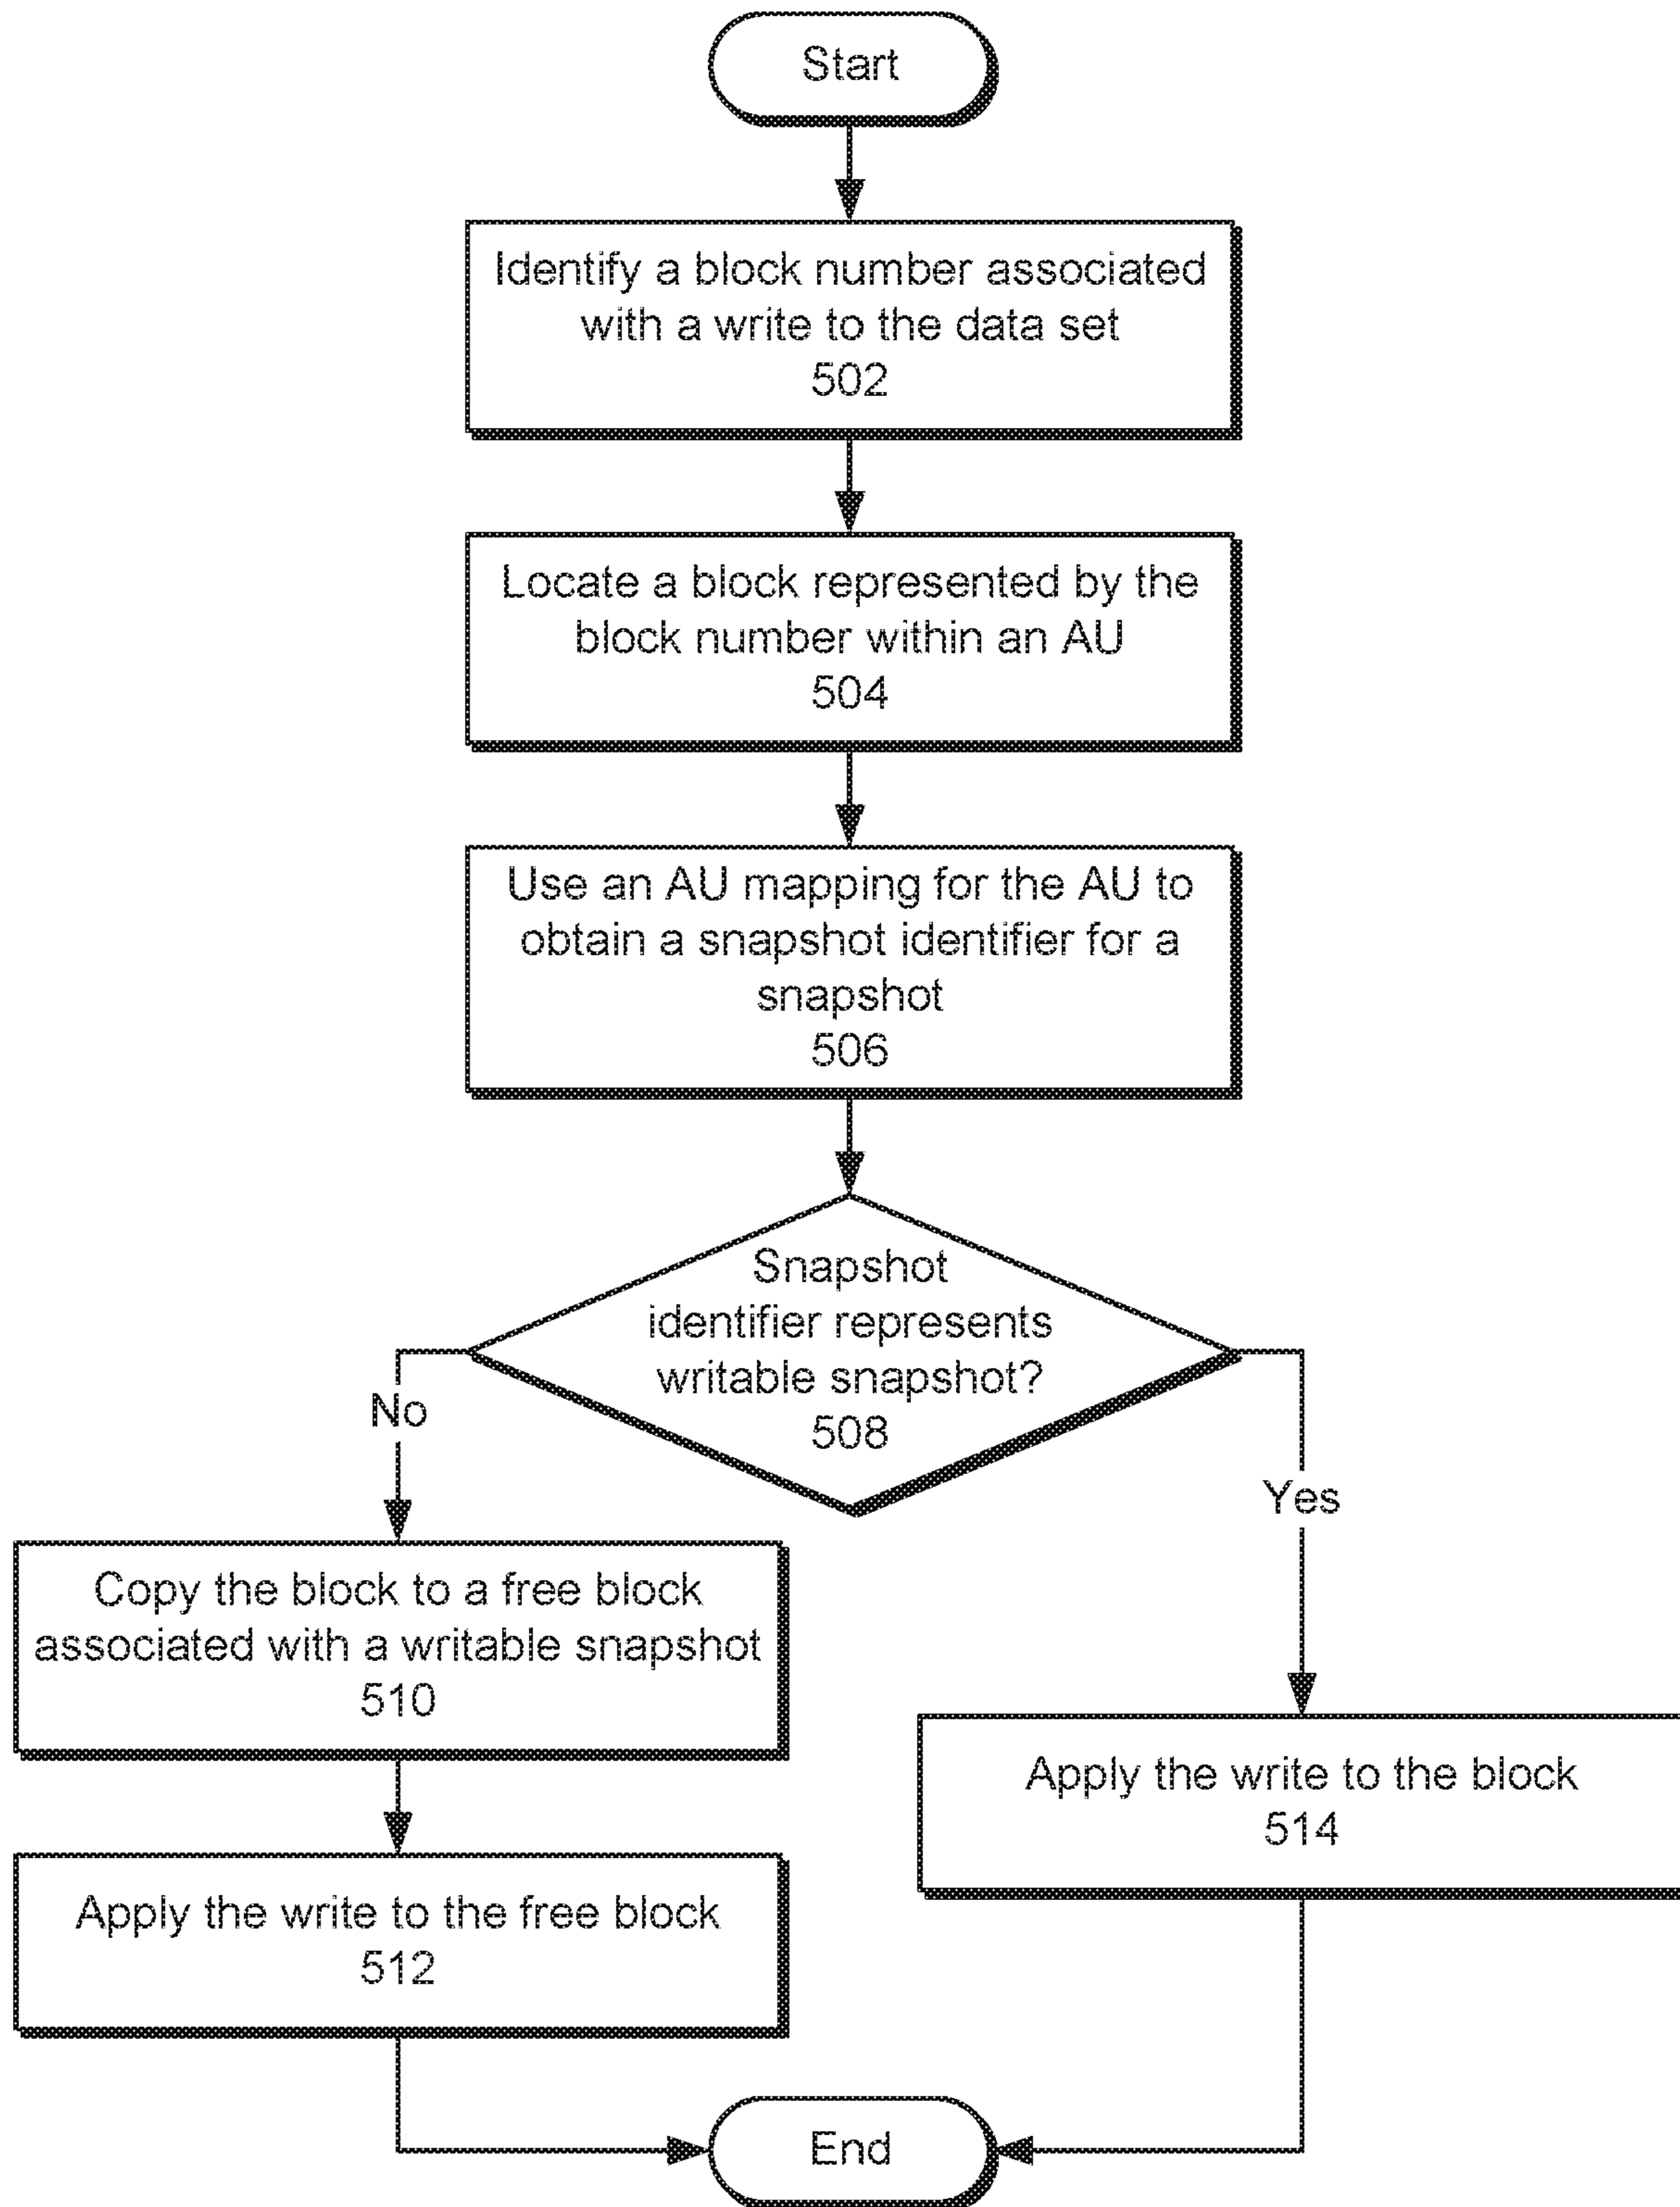 Start
Identify a block number associated
with a write to the data set
502
Locate a block represented by the
block number within an AU
504
Use an AU mapping for the AU to
obtain a snapshot identifier for a
snapshot
506
Snapshot
identifier represents
writable snapshot?
508
No
Yes
Copy the block to a free block
associated with a writable snapshot
510
Apply the write to the block
514
Apply the write to the free block
512
End